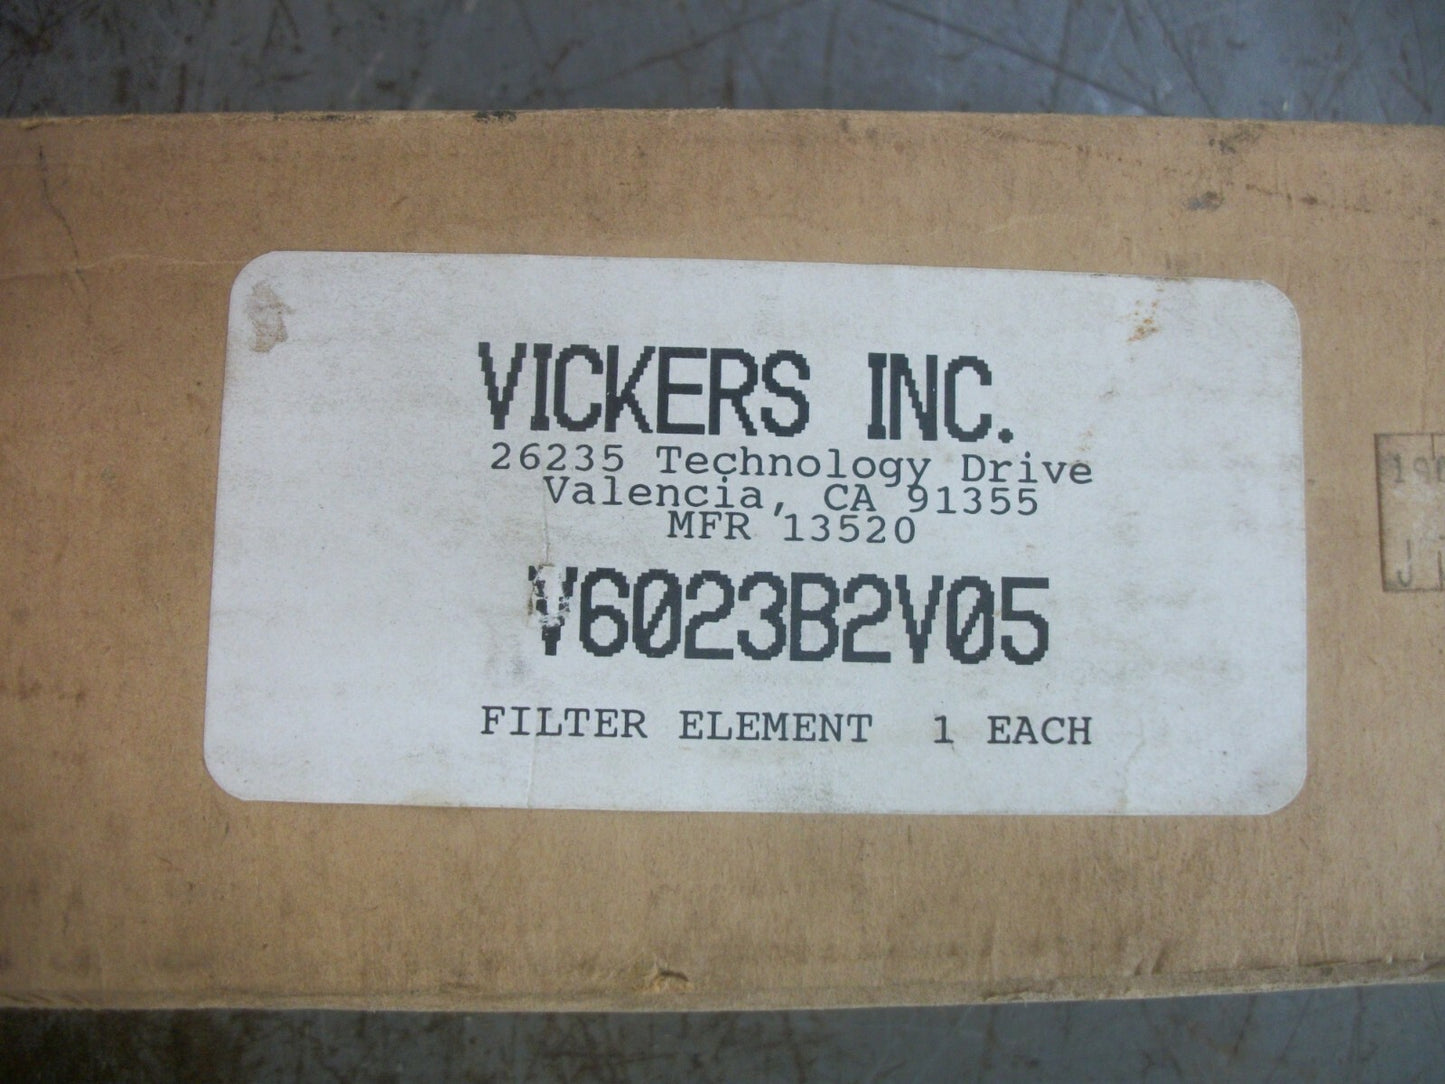 VICKERS INC.
26235 Technology Drive
Valencia, CA 91355
MFR 13520
V6023B2V05
FILTER ELEMENT 1 EACH